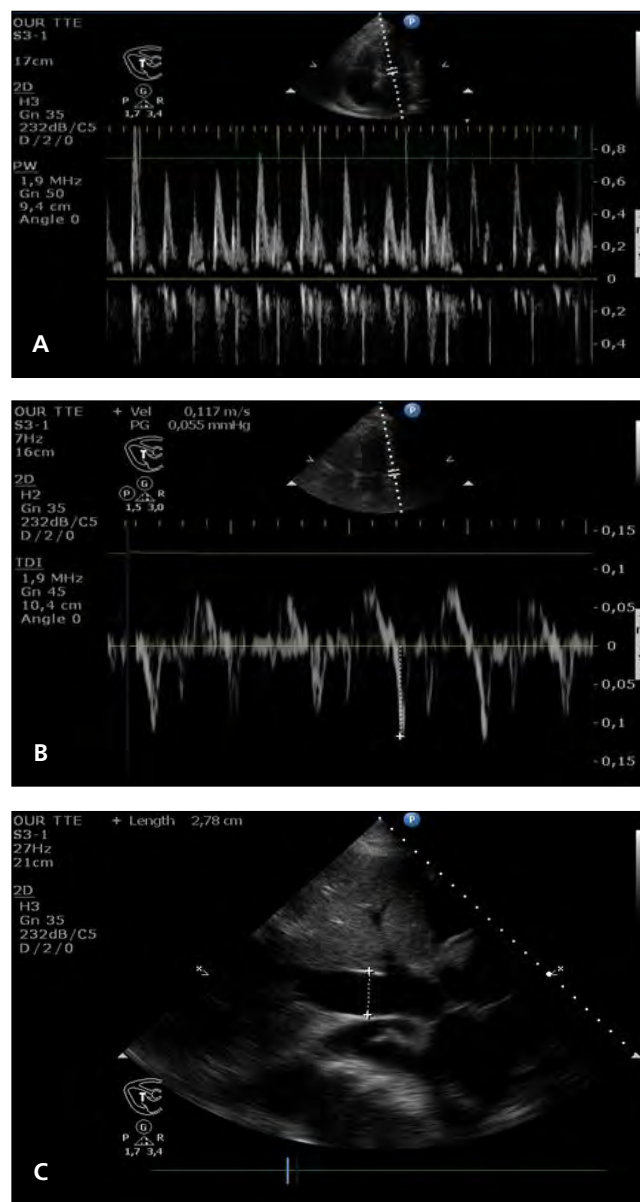 OUR TTE
S3-1
17cm
2D
H3
Gn 35
232dB/C5
D/2/0
PW
1,9 MHz
Gn 50
9,4 cm
Angle 0
P
T
G
P R
1,7 3,4
0,8
0,6
0,4
0,2
0
0,2
0,4
A
OUR TTE + Vel 0,117 m/s
S3-1 PG 0,055 mmHg
7Hz
16cm
2D
H2
Gn 35
232dB/C5
D/2/0
TDI
1,9 MHz
Gn 45
10,4 cm
Angle 0
P
T
G
P R
1,5 3,0
-0,15
-0,1
-0,05
0
-0,05
-0,1
-0,15
B
OUR TTE + Length 2,78 cm
S3-1
27Hz
21cm
2D
H3
Gn 35
232dB/C5
D/2/0
P
T
G
P R
1,7 3,4
C